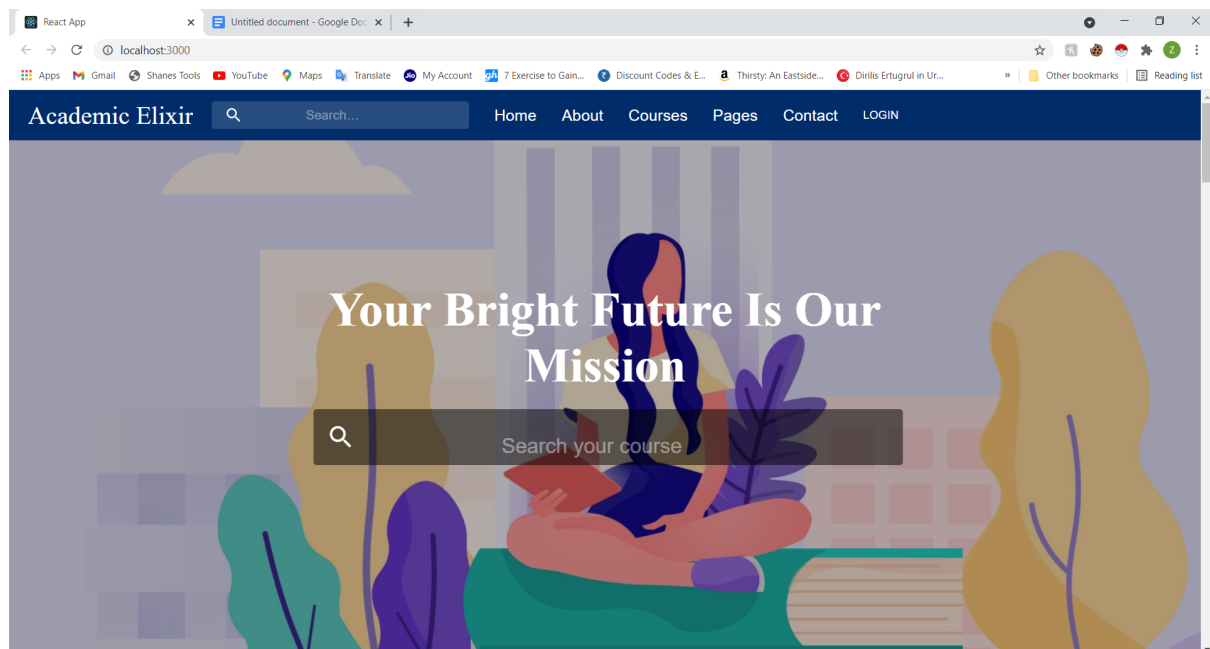 React App
Untitled document - Google Doc
localhost:3000
Apps Gmail Shanes Tools YouTube Maps Translate My Account 7 Exercise to Gain... Discount Codes & E... Thirsty: An Eastside... Dirilis Ertugrul in Ur... » Other bookmarks Reading list
Academic Elixir Search... Home About Courses Pages Contact LOGIN
Your Bright Future Is Our
Mission
Search your course